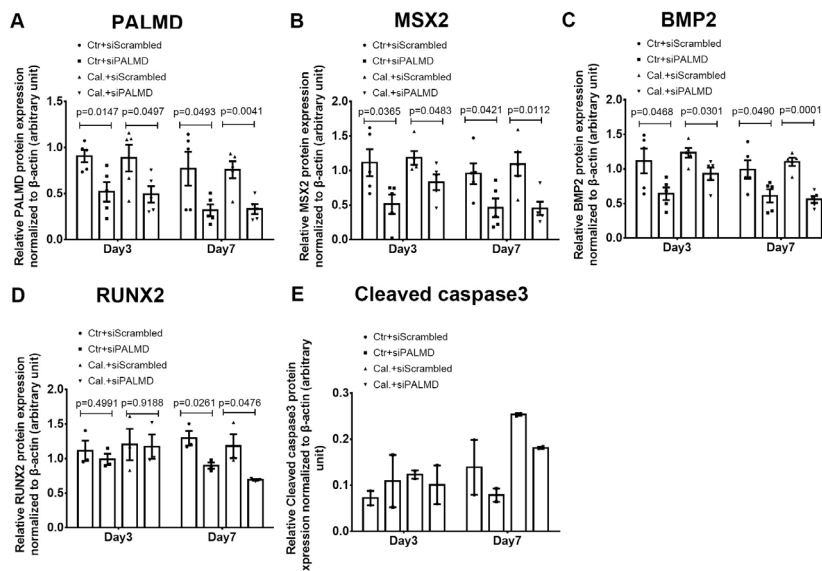 A
PALMD
Ctr+siScrambled
Ctr+siPALMD
Cal.+siScrambled
Cal.+siPALMD
p=0.0147 p=0.0497 p=0.0493 p=0.0041
Relative PALMD protein expression
normalized to β-actin (arbitrary unit)
1.5
1.0
0.5
0.0
Day3 Day7
B
MSX2
Ctr+siScrambled
Ctr+siPALMD
Cal.+siScrambled
Cal.+siPALMD
p=0.0365 p=0.0483 p=0.0421 p=0.0112
Relative MSX2 protein expression
normalized to β-actin (arbitrary unit)
2.0
1.5
1.0
0.5
0.0
Day3 Day7
C
BMP2
Ctr+siScrambled
Ctr+siPALMD
Cal.+siScrambled
Cal.+siPALMD
p=0.0468 p=0.0301 p=0.0490 p=0.0001
Relative BMP2 protein expression
normalized to β-actin (arbitrary unit)
2.0
1.5
1.0
0.5
0.0
Day3 Day7
D
RUNX2
Ctr+siScrambled
Ctr+siPALMD
Cal.+siScrambled
Cal.+siPALMD
p=0.4991 p=0.9188 p=0.0261 p=0.0476
Relative RUNX2 protein expression
normalized to β-actin (arbitrary unit)
2.0
1.5
1.0
0.5
0.0
Day3 Day7
E
Cleaved caspase3
Ctr+siScrambled
Ctr+siPALMD
Cal.+siScrambled
Cal.+siPALMD
Relative Cleaved caspase3 protein
xpression normalized to β-actin (arbitrary
unit)
0.3
0.2
0.1
0.0
Day3 Day7